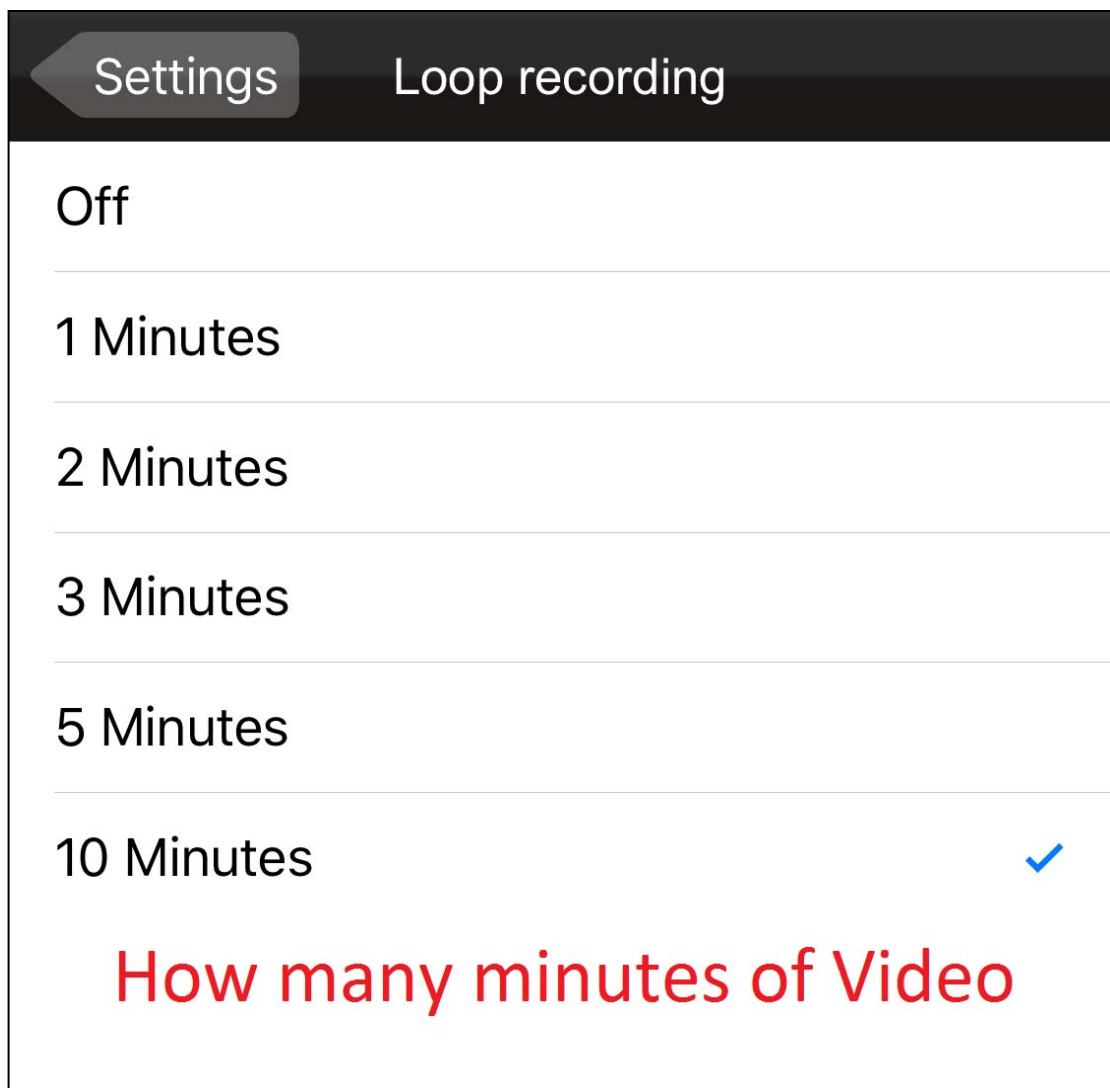 Settings Loop recording
Off
1 Minutes
2 Minutes
3 Minutes
5 Minutes
10 Minutes
How many minutes of Video